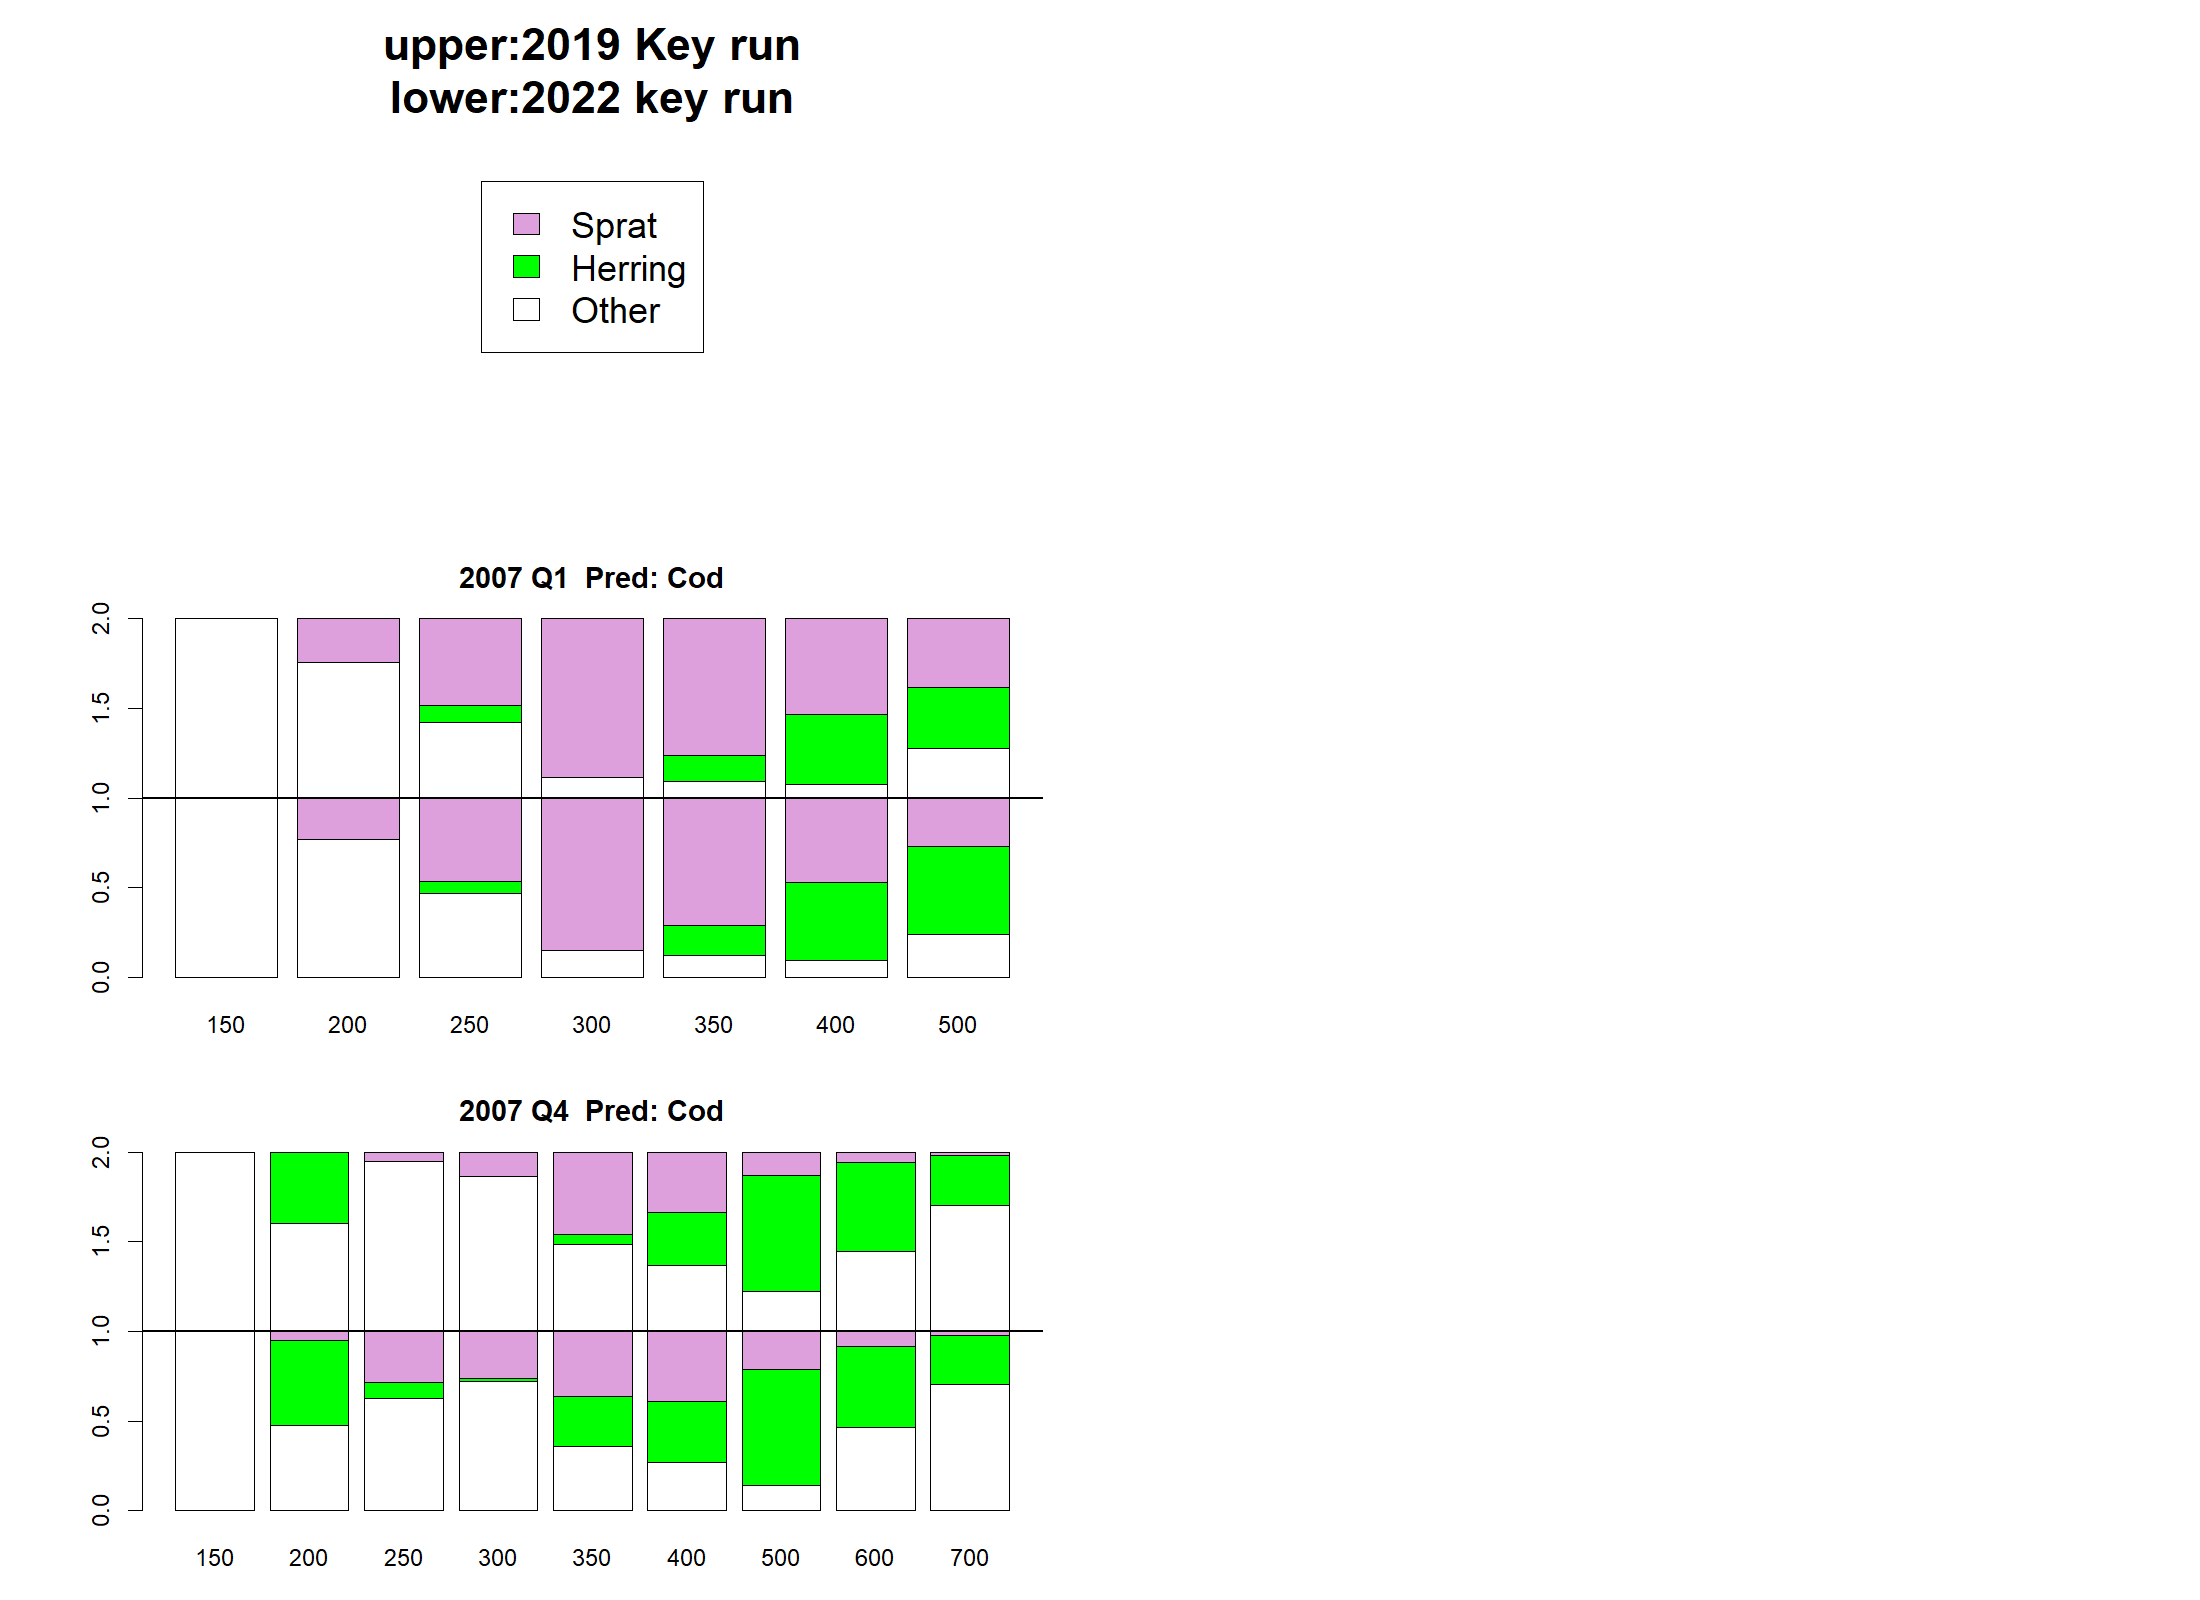 upper:2019 Key run
lower:2022 key run
Sprat
Herring
Other
2007 Q1  Pred: Cod
2.0
1.5
1.0
0.5
0.0
150 200 250 300 350 400 500
2007 Q4  Pred: Cod
2.0
1.5
1.0
0.5
0.0
150 200 250 300 350 400 500 600 700